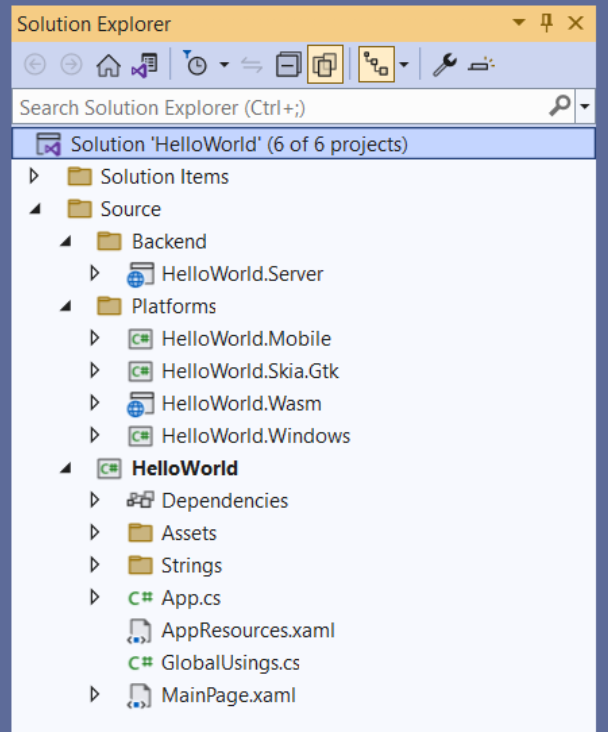 Solution Explorer
Search Solution Explorer (Ctrl+;)
Solution 'HelloWorld' (6 of 6 projects)
Solution Items
Source
Backend
HelloWorld.Server
Platforms
C# HelloWorld.Mobile
C# HelloWorld.Skia.Gtk
HelloWorld.Wasm
C# HelloWorld.Windows
C# HelloWorld
Dependencies
Assets
Strings
C# App.cs
AppResources.xaml
C# GlobalUsings.cs
MainPage.xaml